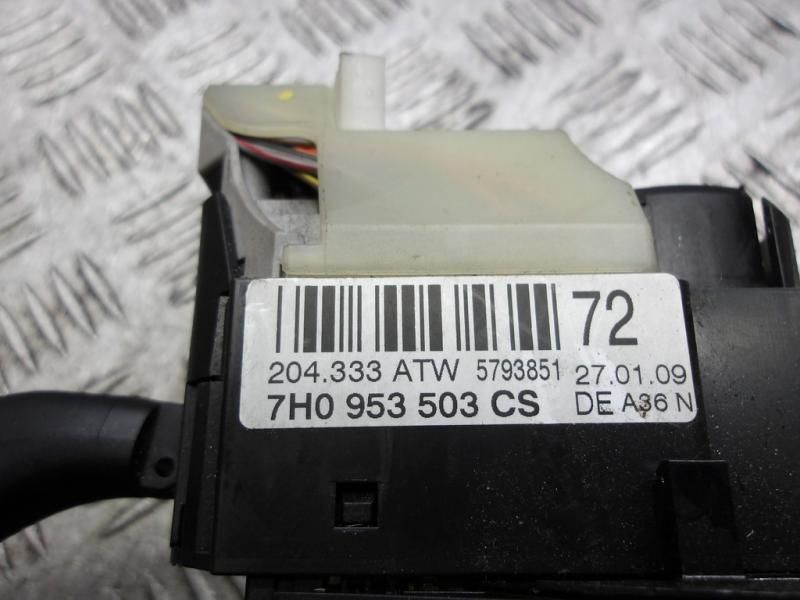 72
204.333 ATW 5793851 27.01.09
7H0 953 503 CS DE A36 N